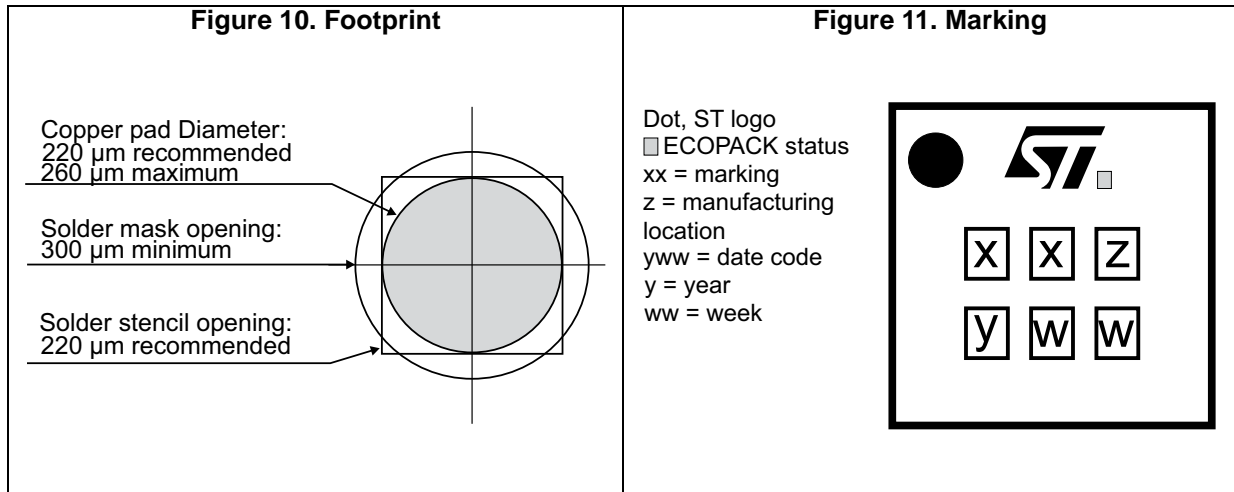 Figure 10. Footprint
Copper pad Diameter:
220 µm recommended
260 µm maximum
Solder mask opening:
300 µm minimum
Solder stencil opening:
220 µm recommended
Figure 11. Marking
Dot, ST logo
ECOPACK status
xx = marking
z = manufacturing
location
yww = date code
y = year
ww = week
ST
x x z
y w w